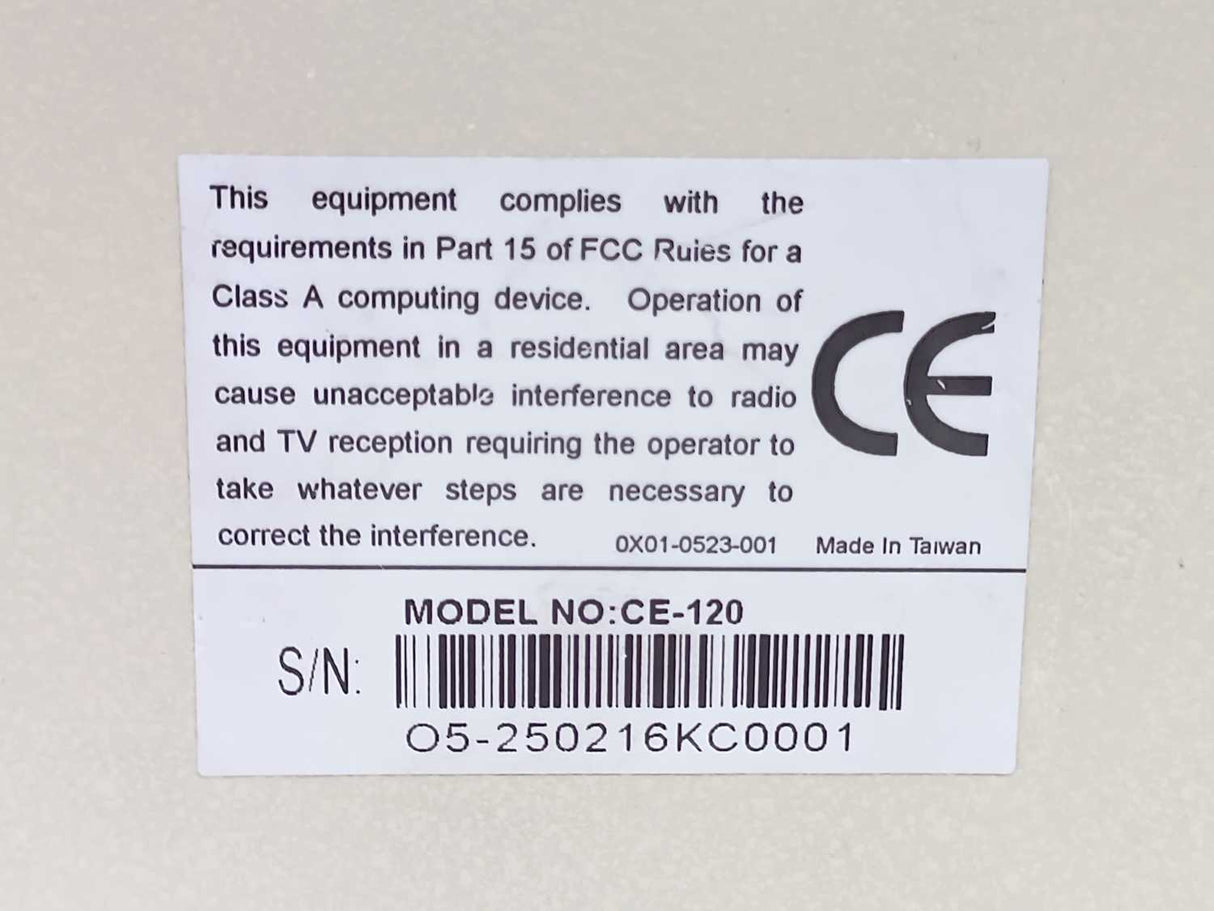 This equipment complies with the
requirements in Part 15 of FCC Rules for a
Class A computing device. Operation of
this equipment in a residential area may
cause unacceptable interference to radio
and TV reception requiring the operator to
take whatever steps are necessary to
correct the interference.
0X01-0523-001 Made In Taiwan
CE
MODEL NO:CE-120
S/N:
O5-250216KC0001